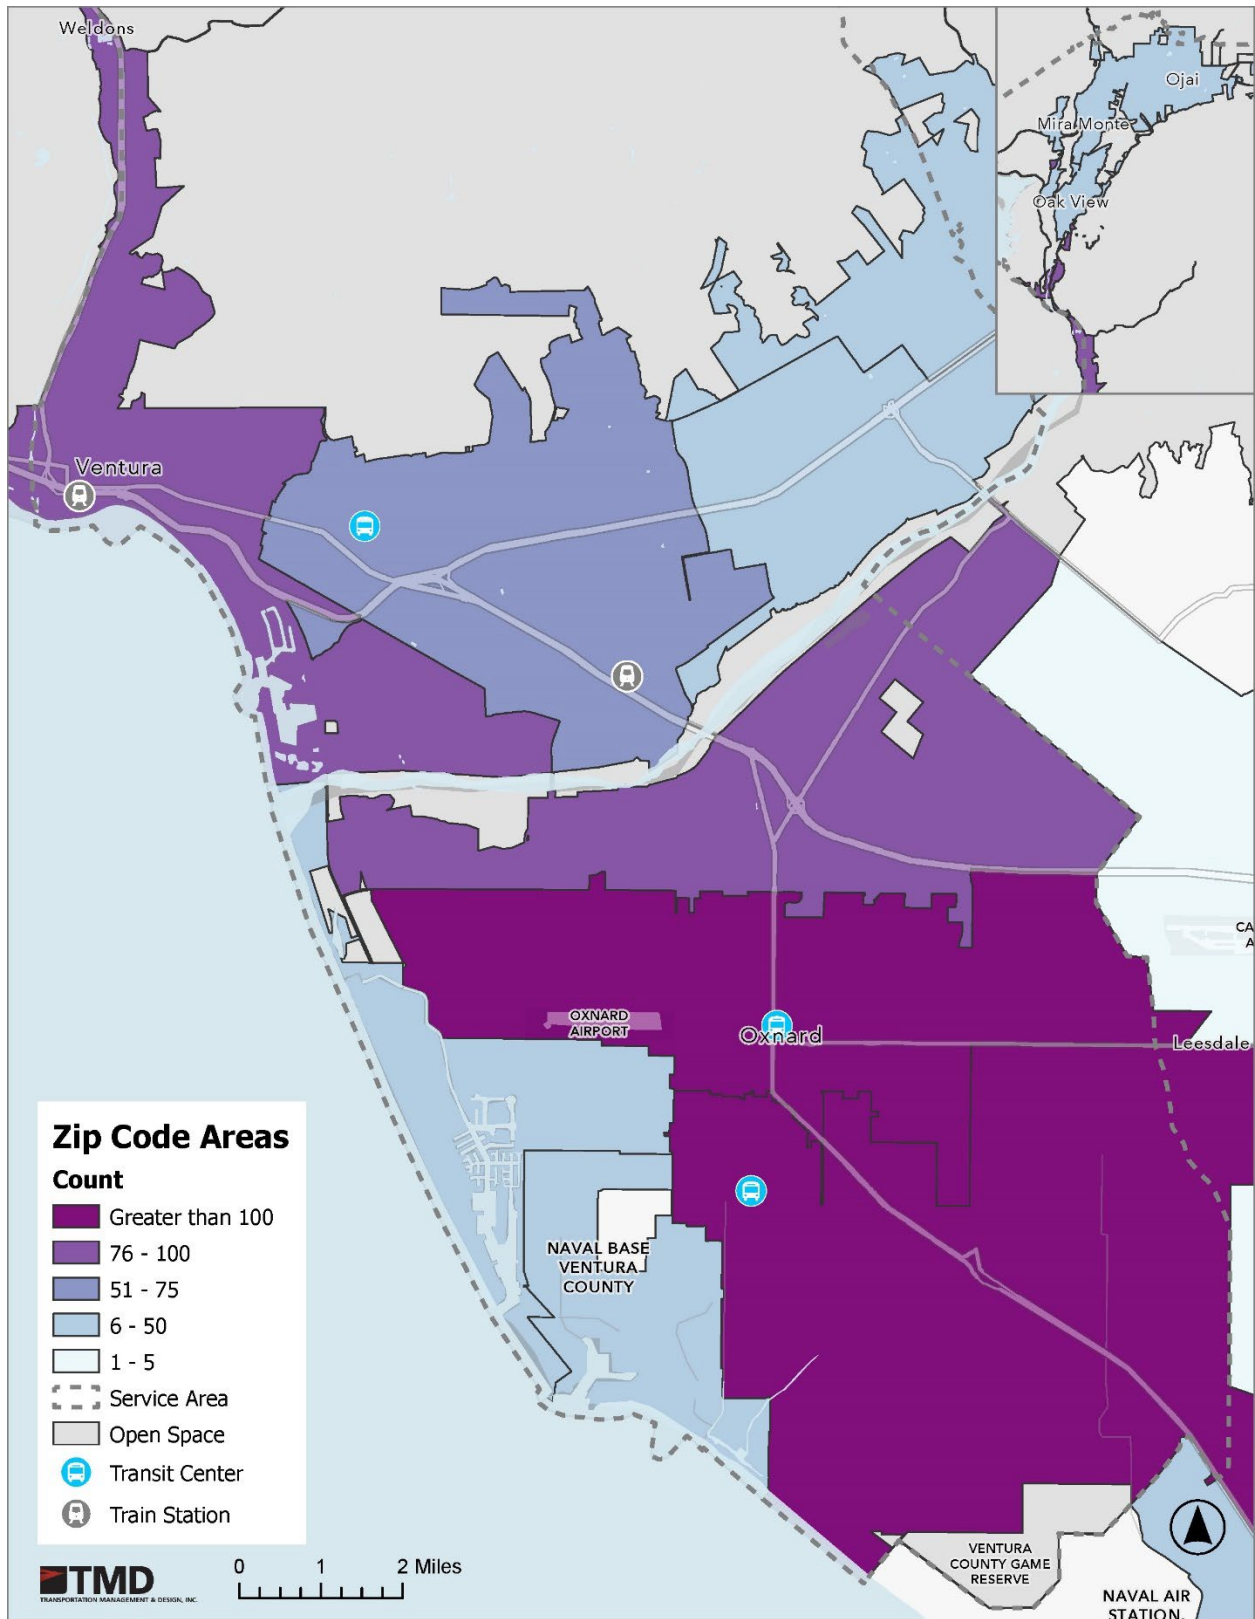 Weldons
Ojai
Mira Monte
Oak View
Ventura
CA
A
OXNARD
AIRPORT
Oxnard
Leesdale
NAVAL BASE
VENTURA
COUNTY
Zip Code Areas
Count
Greater than 100
76 - 100
51 - 75
6 - 50
1 - 5
Service Area
Open Space
Transit Center
Train Station
VENTURA
COUNTY GAME
RESERVE
NAVAL AIR
STATION
TMD
TRANSPORTATION MANAGEMENT & DESIGN, INC.
0 1 2 Miles